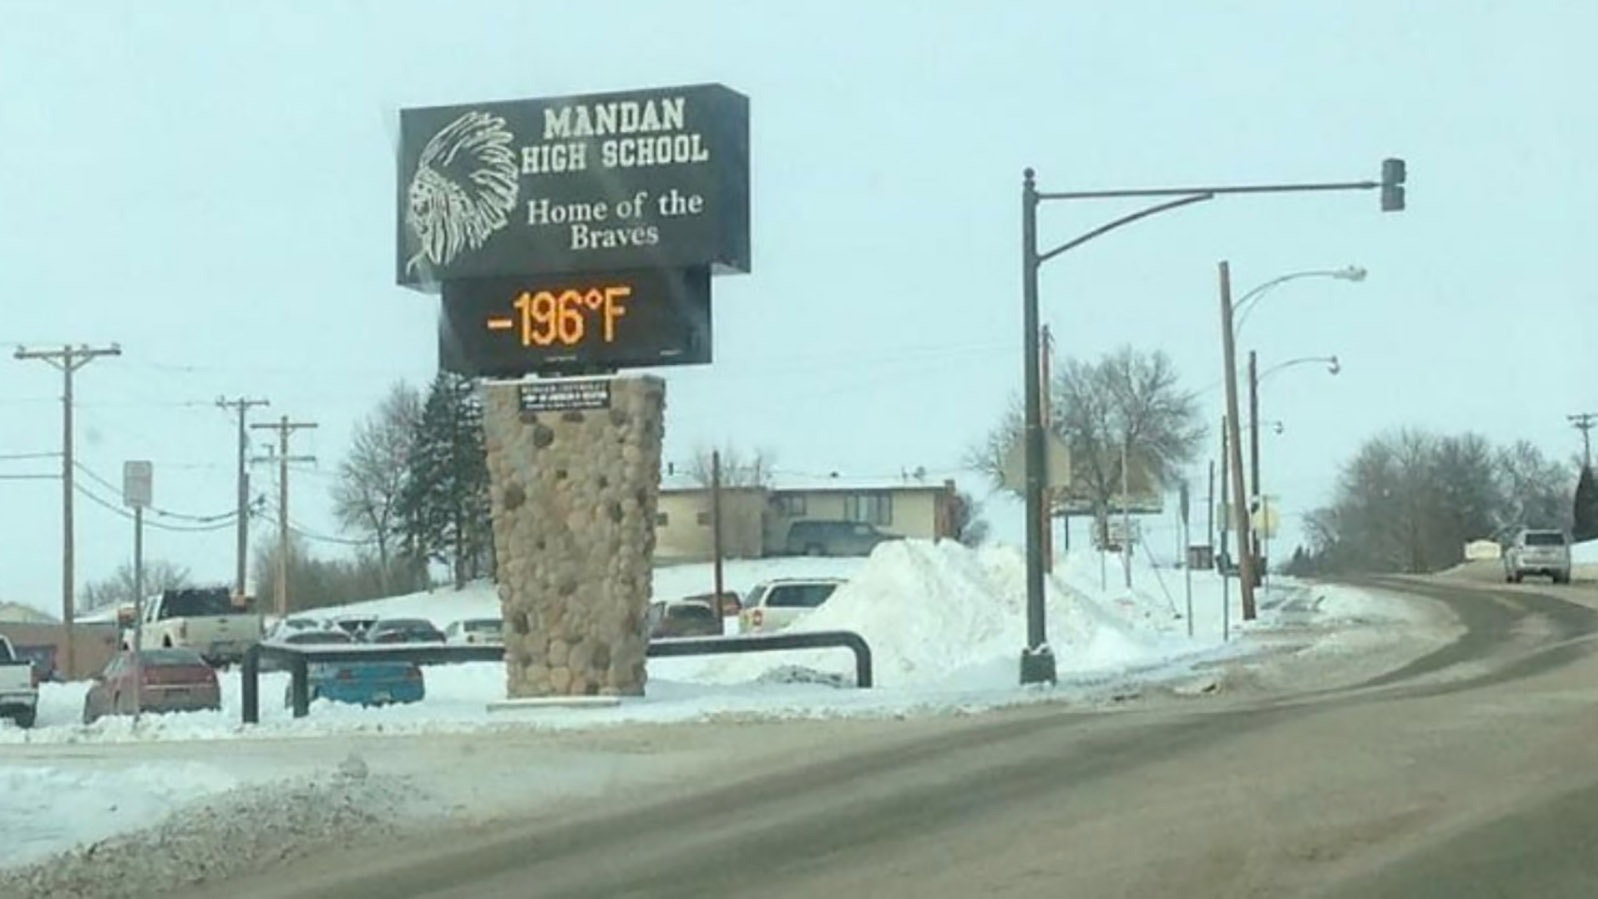 MANDAN
HIGH SCHOOL
Home of the
Braves
-196°F